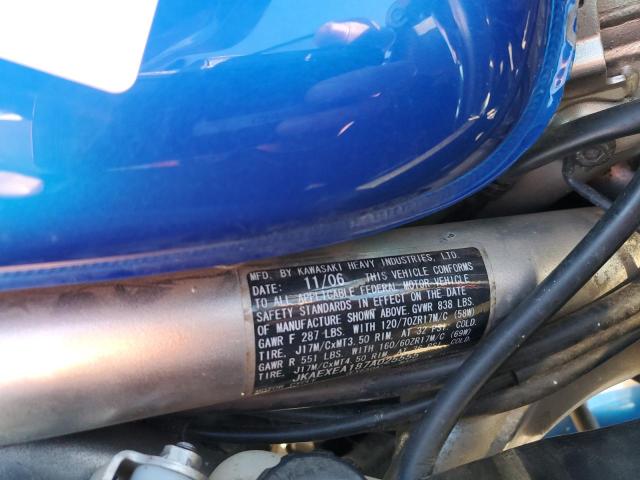 MFD. BY KAWASAKI HEAVY INDUSTRIES, LTD.
DATE: 11/06 THIS VEHICLE CONFORMS
TO ALL APPLICABLE FEDERAL MOTOR VEHICLE
SAFETY STANDARDS IN EFFECT ON THE DATE
OF MANUFACTURE SHOWN ABOVE. GVWR 838 LBS.
GAWR F 287 LBS. WITH 120/70ZR17M/C (58W)
TIRE. J17M/CxMT3.50 RIM. AT 32 PSI. COLD.
GAWR R 551 LBS. WITH 160/60ZR17M/C (69W)
TIRE. J17M/CxMT4.50 RIM. AT PSI. COLD.